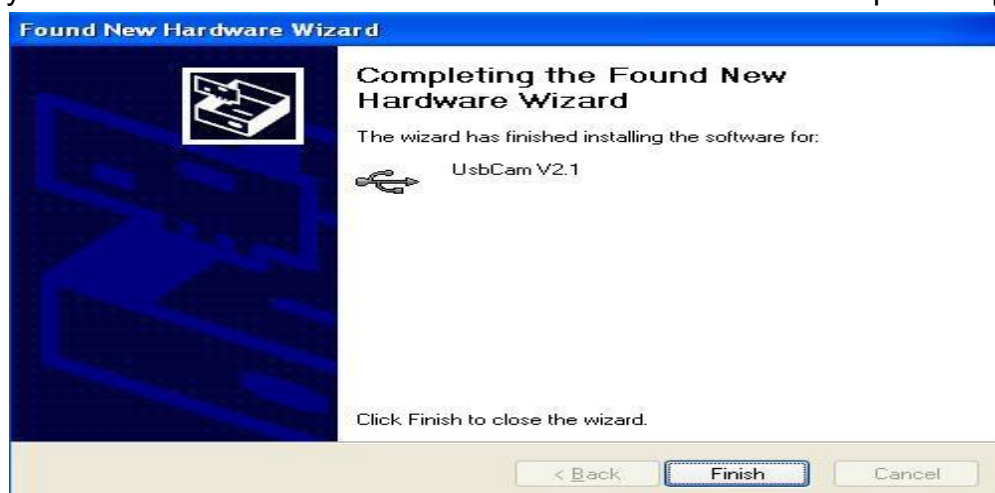 Found New Hardware Wizard
Completing the Found New
Hardware Wizard
The wizard has finished installing the software for:
UsbCam V2.1
Click Finish to close the wizard.
< Back
Finish
Cancel